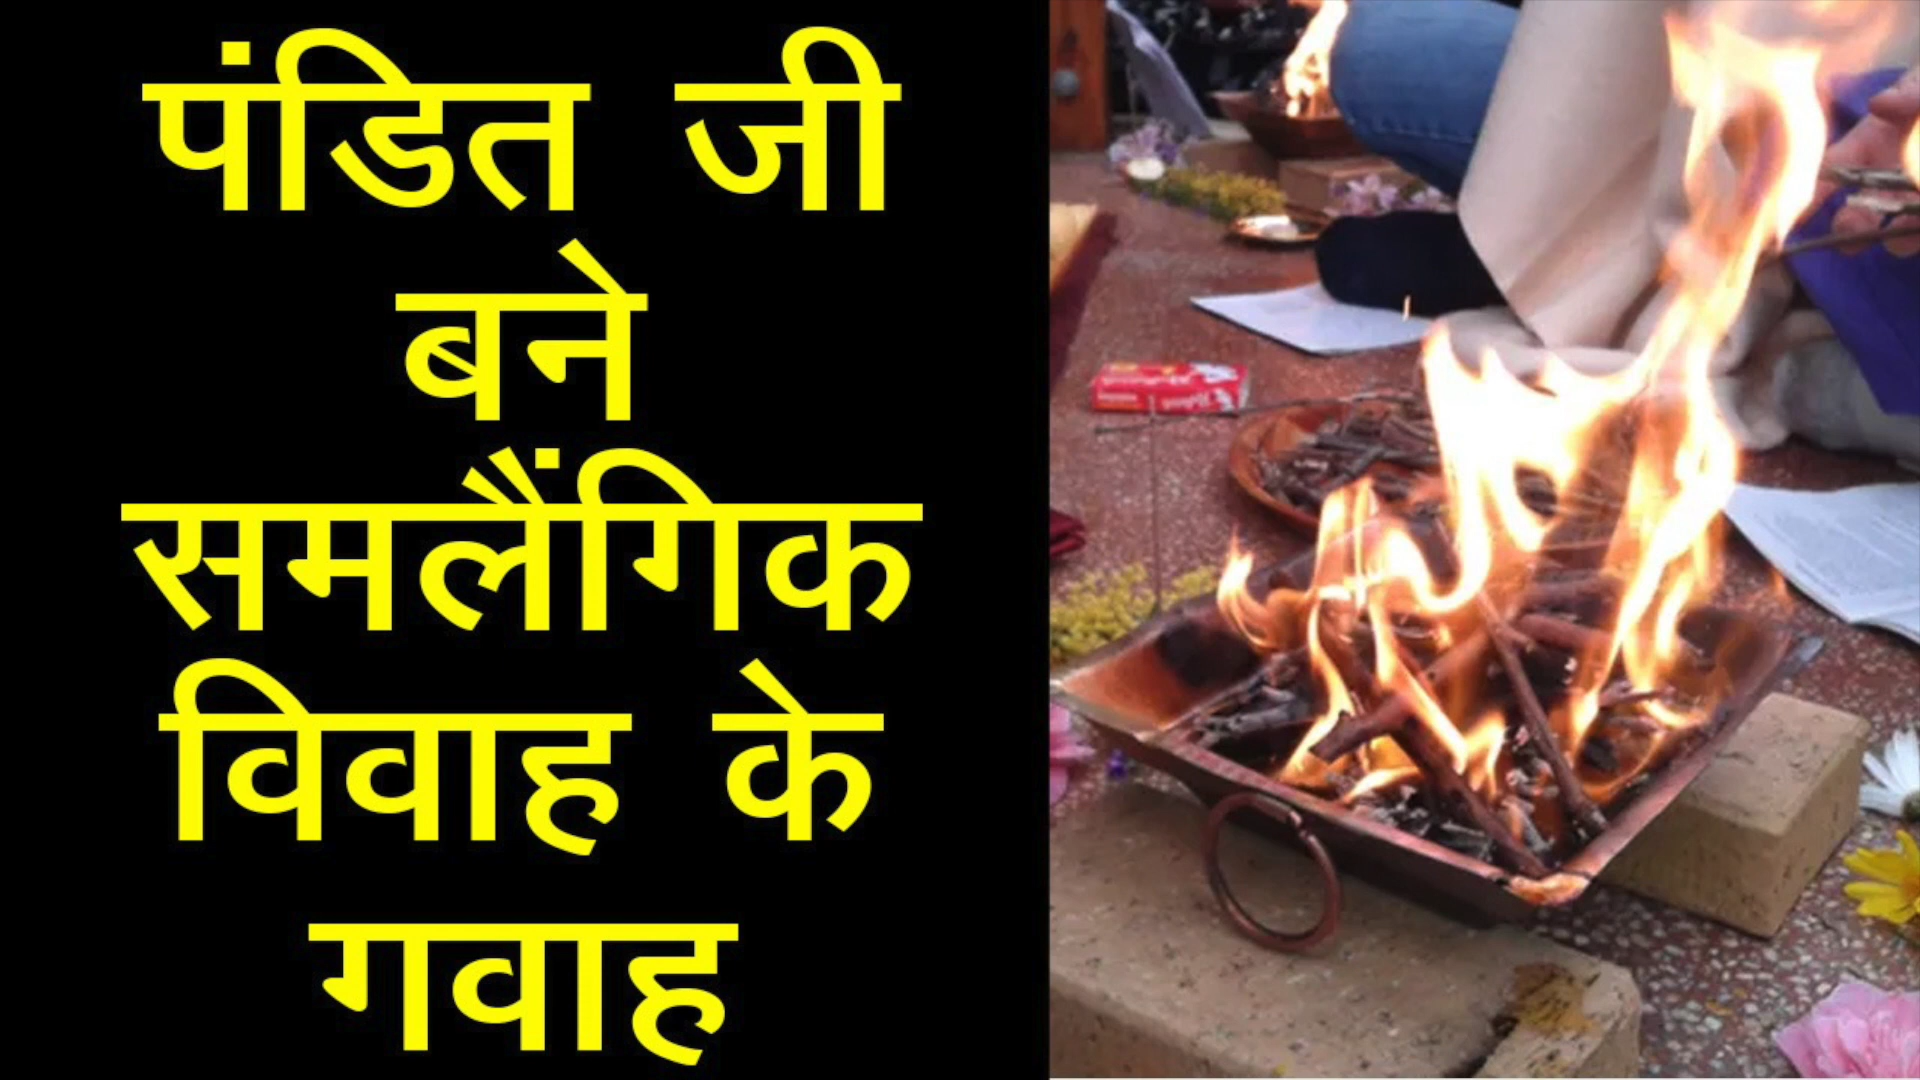 पंडित जी
बने
समलैंगिक
विवाह के
गवाह